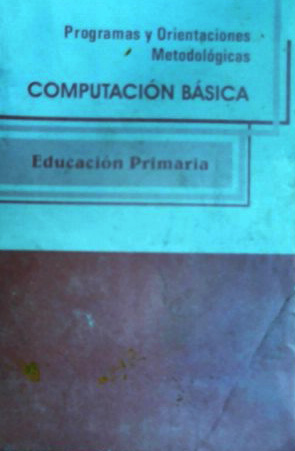 Programas y Orientaciones
Metodológicas
COMPUTACIÓN BÁSICA
Educación Primaria